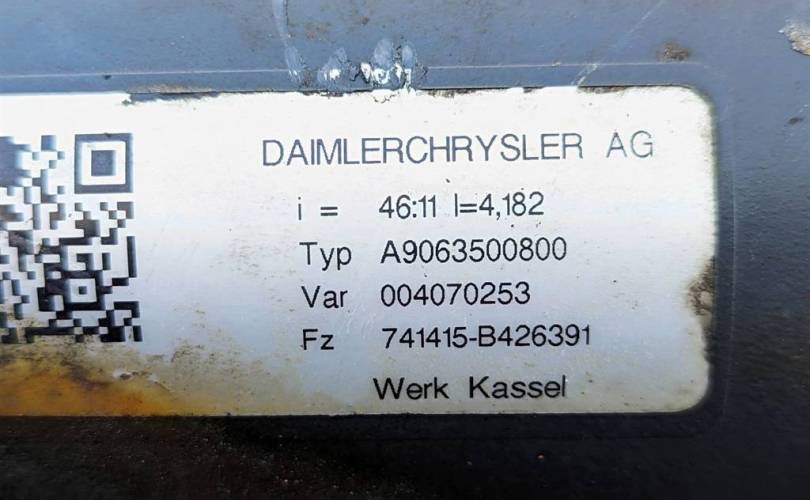 DAIMLERCHRYSLER AG
i = 46:11 I=4,182
Typ A9063500800
Var 004070253
Fz 741415-B426391
Werk Kassel